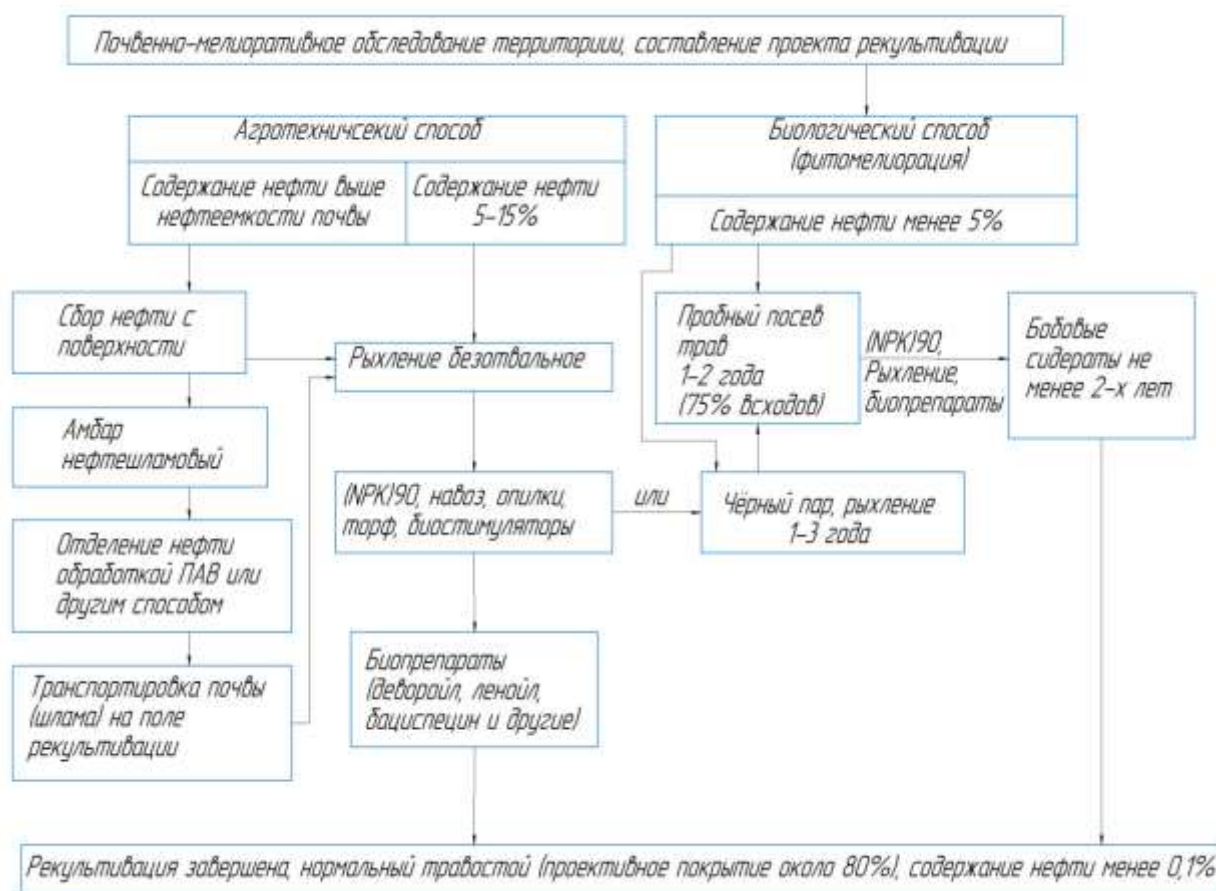 Почвенно-мелиоративное обследование территориии, составление проекта рекультивации
Агротехничсекий способ
Содержание нефти выше
нефтеемкости почвы
Содержание нефти
5-15%
Биологический способ
(фитомелиорация)
Содержание нефти менее 5%
Сбор нефти с
поверхности
Рыхление безотвальное
Пробный посев
трав
1-2 года
(75% всходов)
(NPK)90,
Рыхление,
биопрепараты
Бобовые
сидераты не
менее 2-х лет
Амбар
нефтешламовый
(NPK)90, навоз, опилки,
торф, биостимуляторы
или
Чёрный пар, рыхление
1-3 года
Отделение нефти
обработкой ПАВ или
другим способом
Биопрепараты
(деворойл, ленойл,
бациспецин и другие)
Транспортировка почвы
(шлама) на поле
рекультивации
Рекультивация завершена, нормальный травостой (проективное покрытие около 80%), содержание нефти менее 0,1%